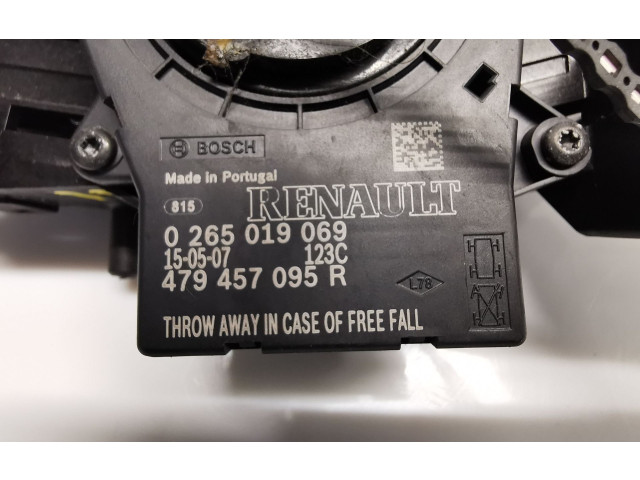 BOSCH
Made in Portugal
815
RENAULT
0 265 019 069
15-05-07 123C
479 457 095 R
L78
THROW AWAY IN CASE OF FREE FALL